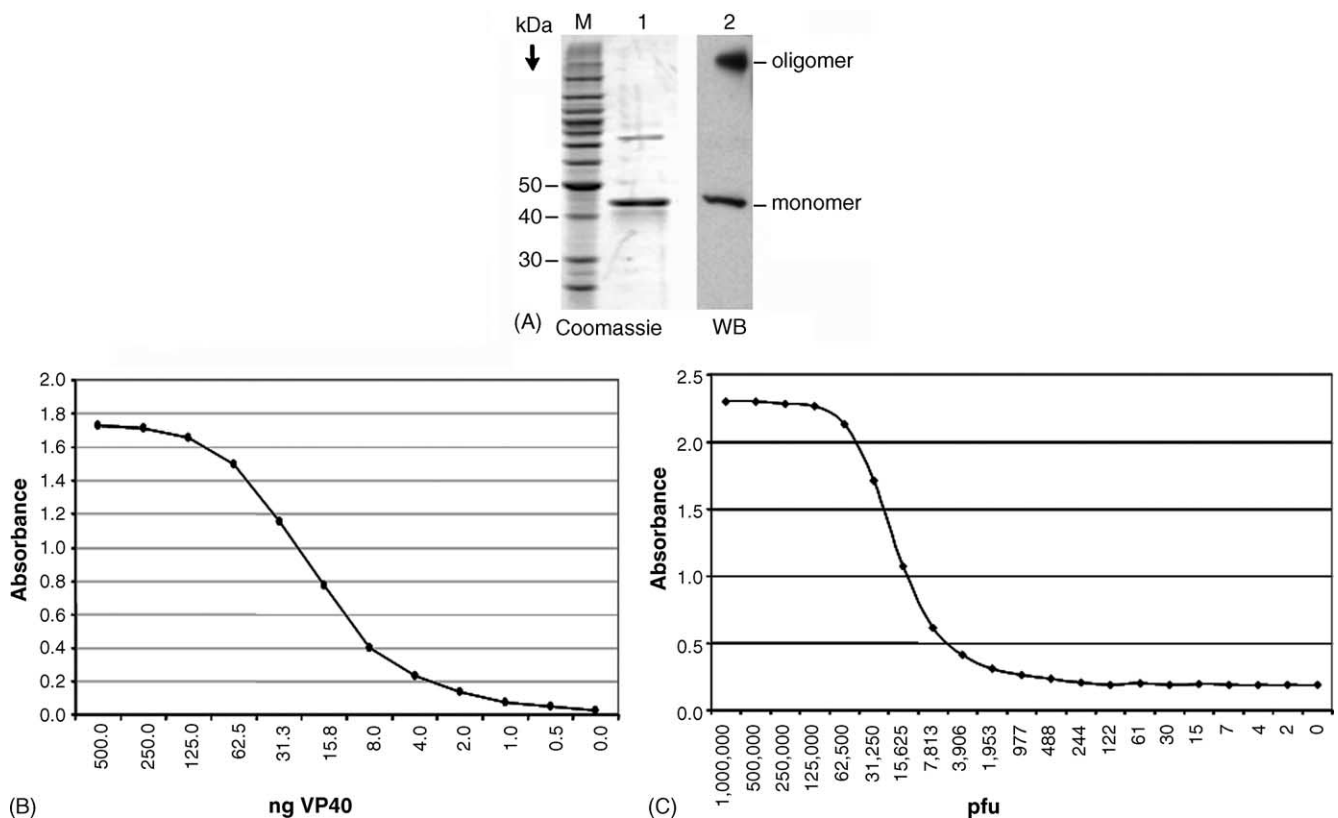 kDa M 1 2
oligomer
50
monomer
40
30
(A) Coomassie WB
2.0
1.8
1.6
1.4
1.2
1.0
0.8
0.6
0.4
0.2
0.0
Absorbance
500.0 250.0 125.0 62.5 31.3 15.8 8.0 4.0 2.0 1.0 0.5 0.0
(B) ng VP40
2.5
2.0
1.5
1.0
0.5
0.0
Absorbance
1,000,000 500,000 250,000 125,000 62,500 31,250 15,625 7,813 3,906 1,953 977 488 244 122 61 30 15 7 4 2 0
(C) pfu